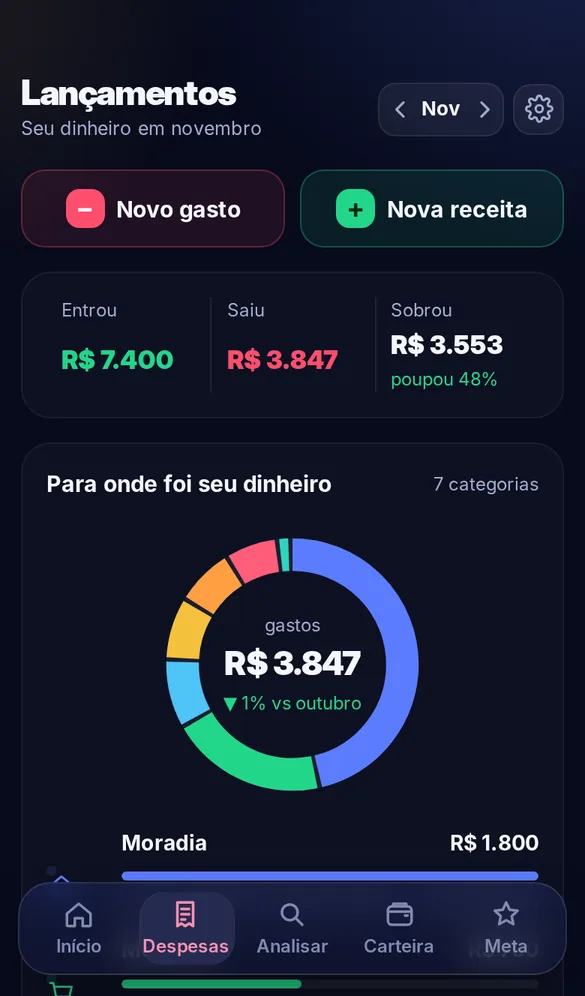 Lançamentos
Seu dinheiro em novembro
Nov
Novo gasto
Nova receita
Entrou
R$ 7.400
Saiu
R$ 3.847
Sobrou
R$ 3.553
poupou 48%
Para onde foi seu dinheiro
7 categorias
gastos
R$ 3.847
▼ 1% vs outubro
Moradia
R$ 1.800
Início
Despesas
Analisar
Carteira
Meta